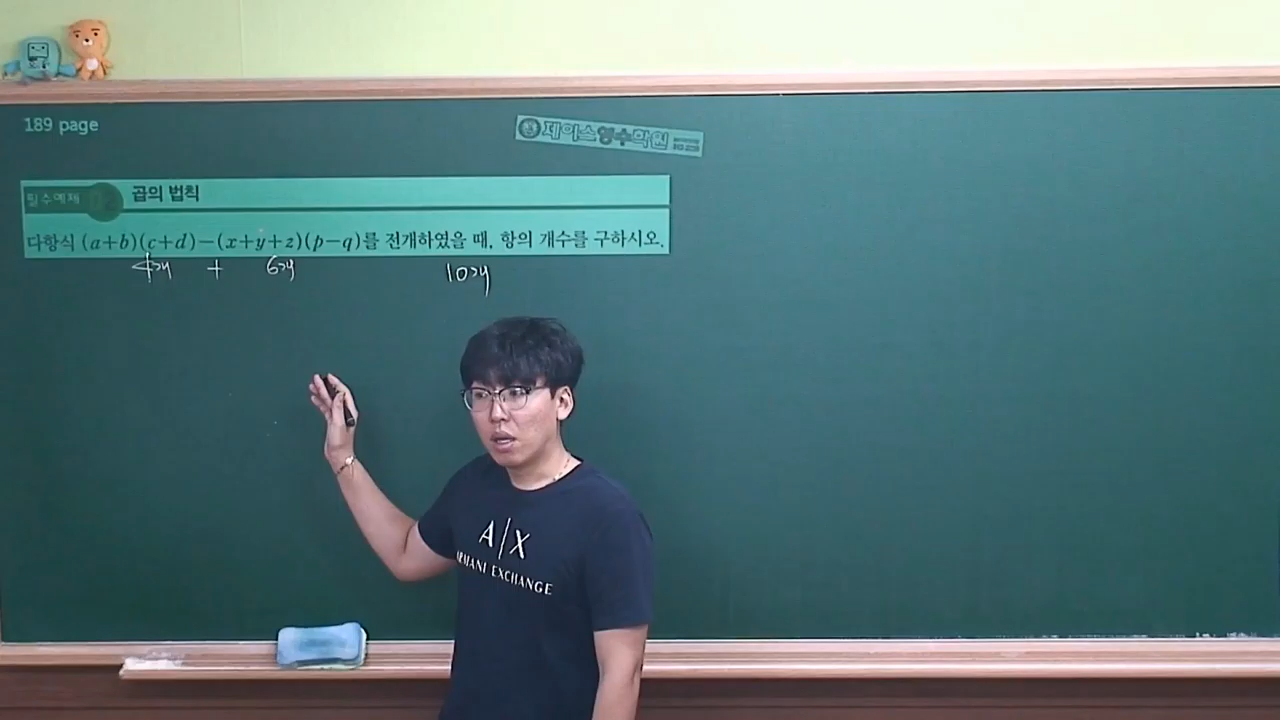 189 page
제이스영수학원
필수예제 02 곱의 법칙
다항식 (a+b)(c+d)-(x+y+z)(p-q)를 전개하였을 때, 항의 개수를 구하시오.
4개 + 6개 10개
A|X
ARMANI EXCHANGE